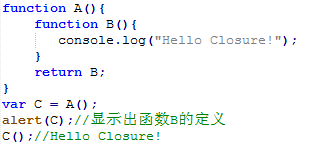 function A(){
function B(){
console.log("Hello Closure!");
}
return B;
}
var C = A();
alert(C);//显示出函数B的定义
C();//Hello Closure!